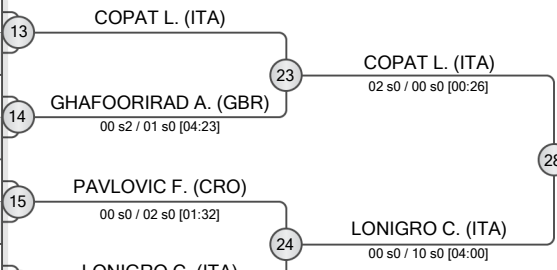 COPAT L. (ITA)
13
COPAT L. (ITA)
23
02 s0 / 00 s0 [00:26]
GHAFOORIRAD A. (GBR)
14
00 s2 / 01 s0 [04:23]
28
PAVLOVIC F. (CRO)
15
00 s0 / 02 s0 [01:32]
LONIGRO C. (ITA)
24
00 s0 / 10 s0 [04:00]
LONIGRO C. (ITA)